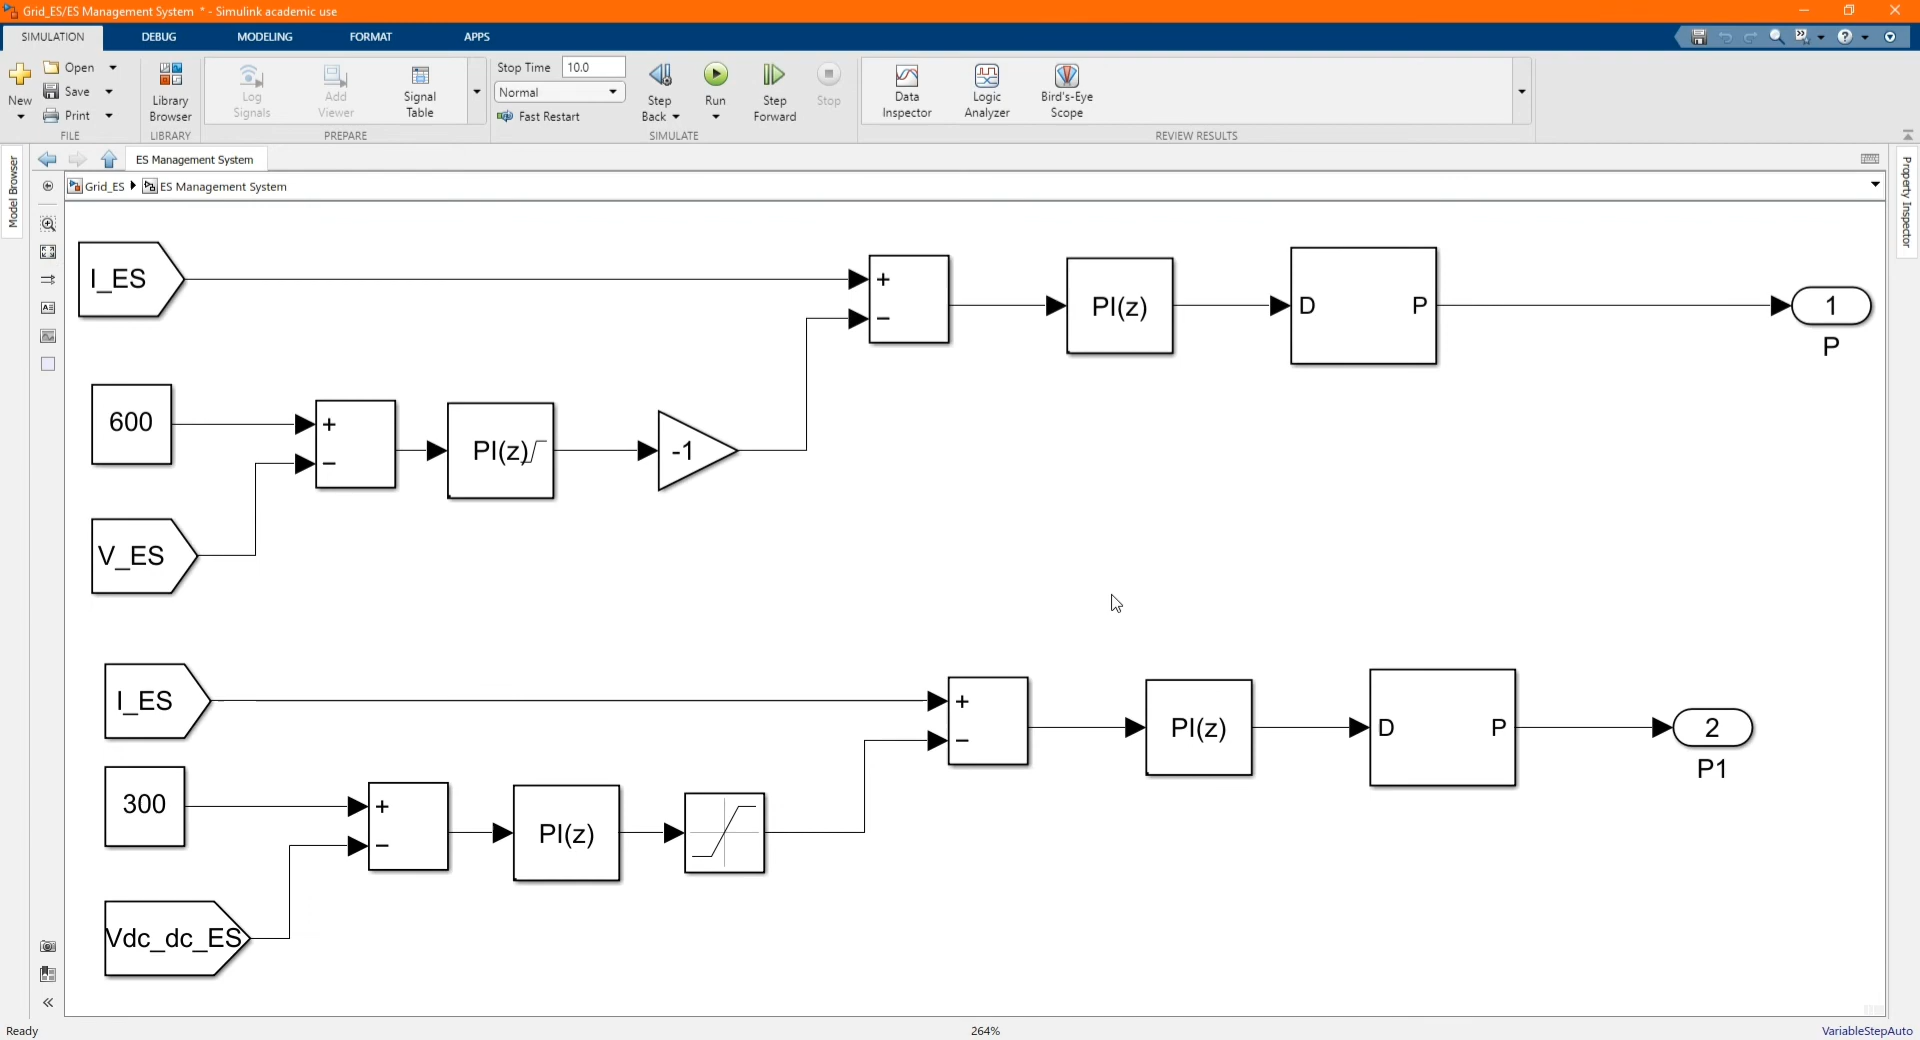 Grid_ES/ES Management System * - Simulink academic use
SIMULATION DEBUG MODELING FORMAT APPS
New
Open
Save
Print
FILE
Library Browser
LIBRARY
Log Signals
Add Viewer
Signal Table
PREPARE
Stop Time 10.0
Normal
Fast Restart
Step Back
Run
Step Forward
Stop
SIMULATE
Data Inspector
Logic Analyzer
Bird's-Eye Scope
REVIEW RESULTS
Model Browser
ES Management System
Property Inspector
Grid_ES ES Management System
I_ES
+
−
PI(z)
D P
1
P
600
+
−
PI(z)
-1
V_ES
I_ES
+
−
PI(z)
D P
2
P1
300
+
−
PI(z)
Vdc_dc_ES
Ready 264% VariableStepAuto